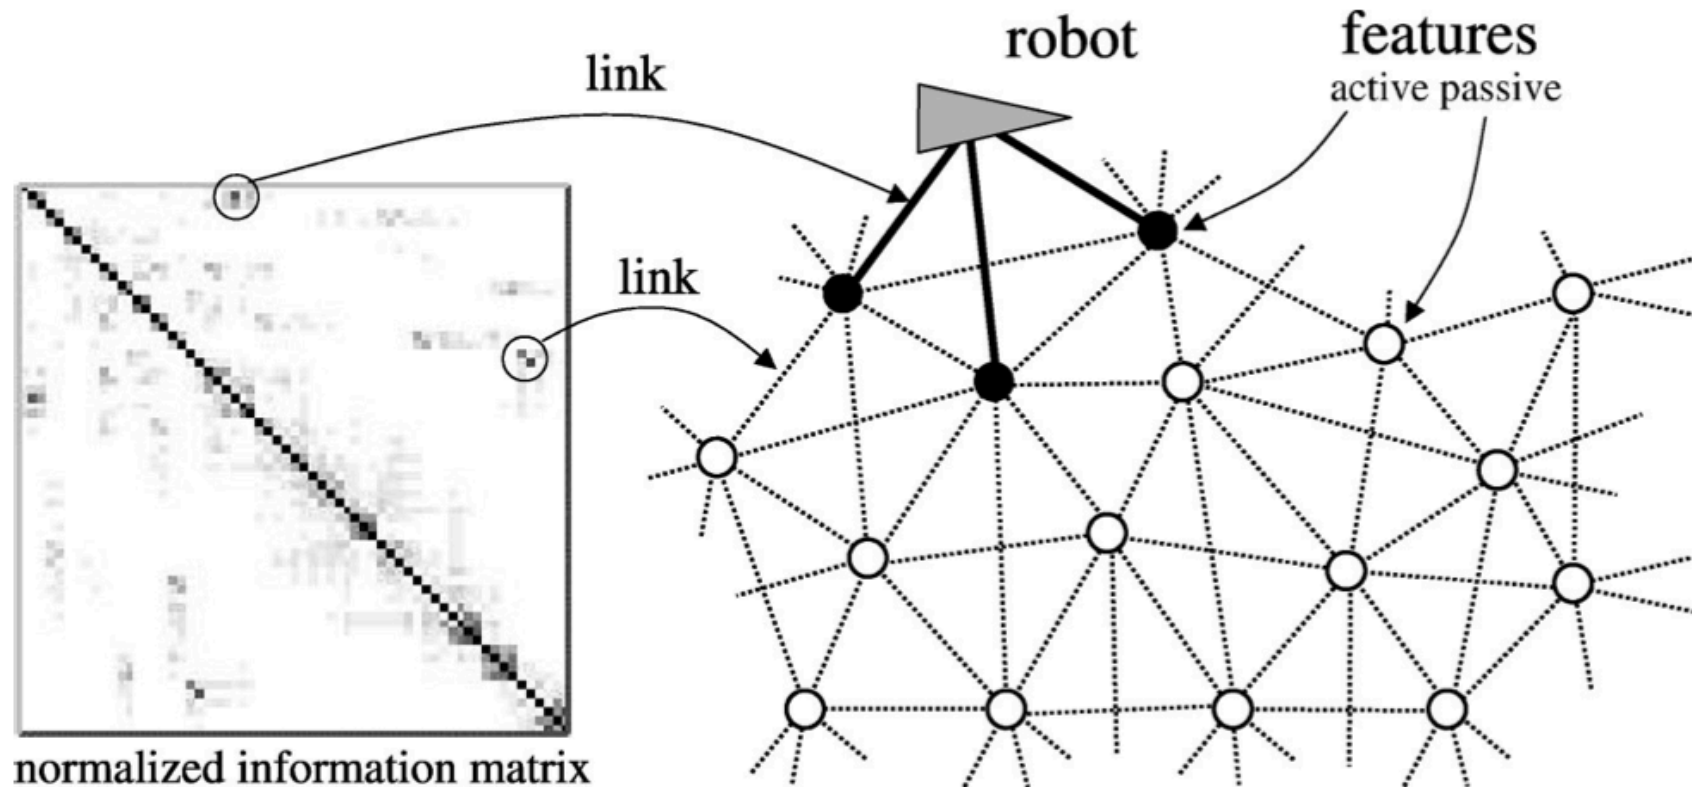 robot
features
active passive
link
link
normalized information matrix